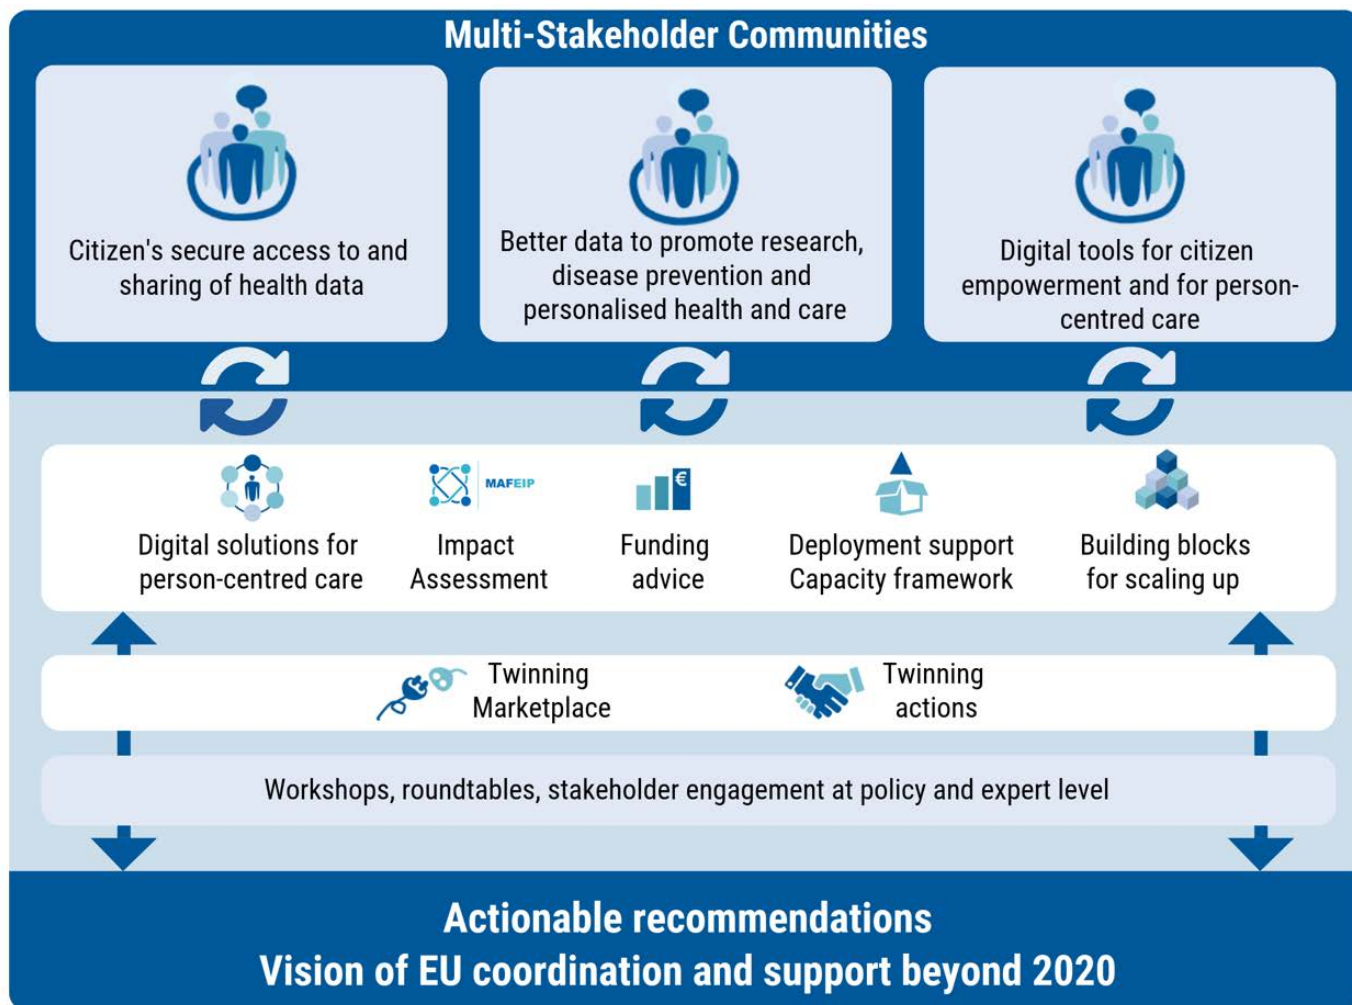 Multi-Stakeholder Communities
Citizen's secure access to and
sharing of health data
Better data to promote research,
disease prevention and
personalised health and care
Digital tools for citizen
empowerment and for person-
centred care
MAFEIP
€
Digital solutions for
person-centred care
Impact
Assessment
Funding
advice
Deployment support
Capacity framework
Building blocks
for scaling up
Twinning
Marketplace
Twinning
actions
Workshops, roundtables, stakeholder engagement at policy and expert level
Actionable recommendations
Vision of EU coordination and support beyond 2020